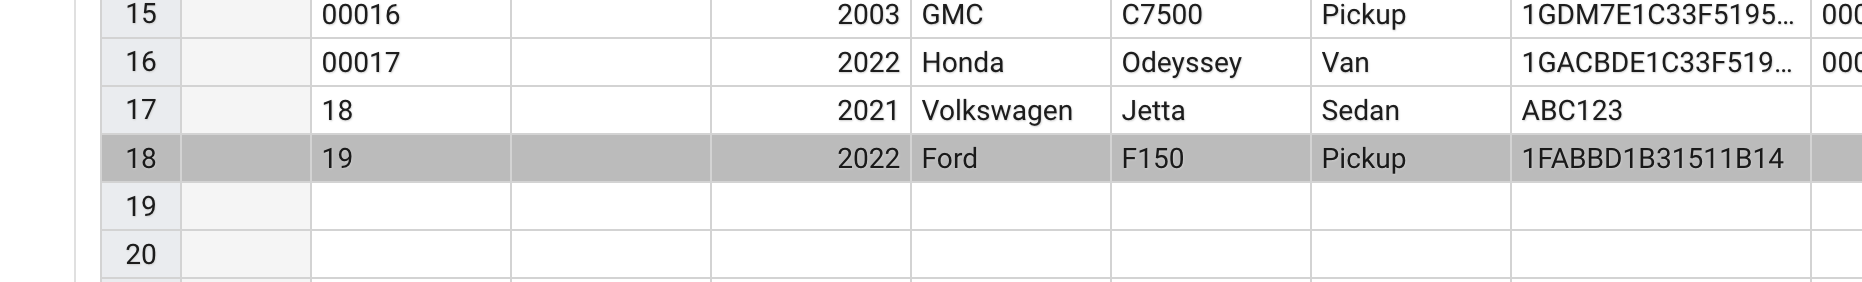 15 00016 2003 GMC C7500 Pickup 1GDM7E1C33F5195... 000
16 00017 2022 Honda Odeyssey Van 1GACBDE1C33F519... 000
17 18 2021 Volkswagen Jetta Sedan ABC123
18 19 2022 Ford F150 Pickup 1FABBD1B31511B14
19
20